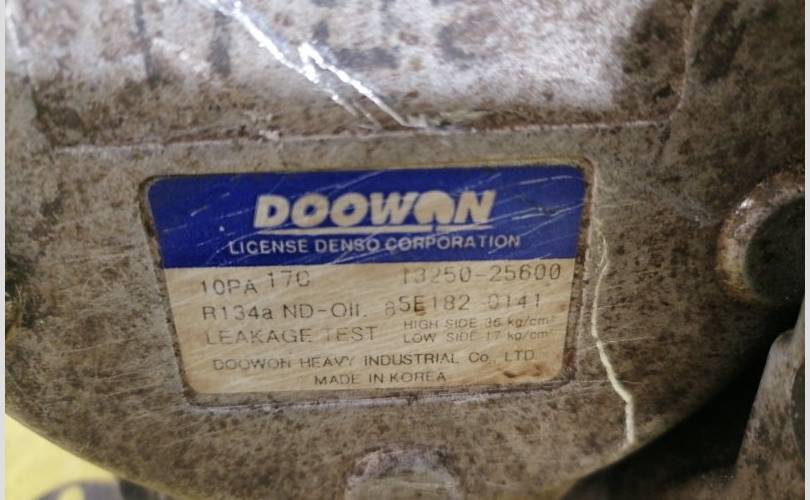 DOOWON
LICENSE DENSO CORPORATION
10PA 17C 13250-25600
R134a ND-OIL 8 5E182 0141
LEAKAGE TEST HIGH SIDE 36 kg/cm²
LOW SIDE 17 kg/cm²
DOOWON HEAVY INDUSTRIAL Co., LTD
MADE IN KOREA